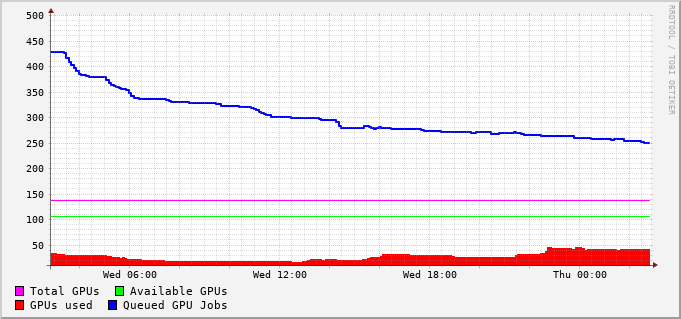 500
450
400
350
300
250
200
150
100
50
Wed 06:00 Wed 12:00 Wed 18:00 Thu 00:00
Total GPUs Available GPUs
GPUs used Queued GPU Jobs
RRDTOOL / TOBI OETIKER